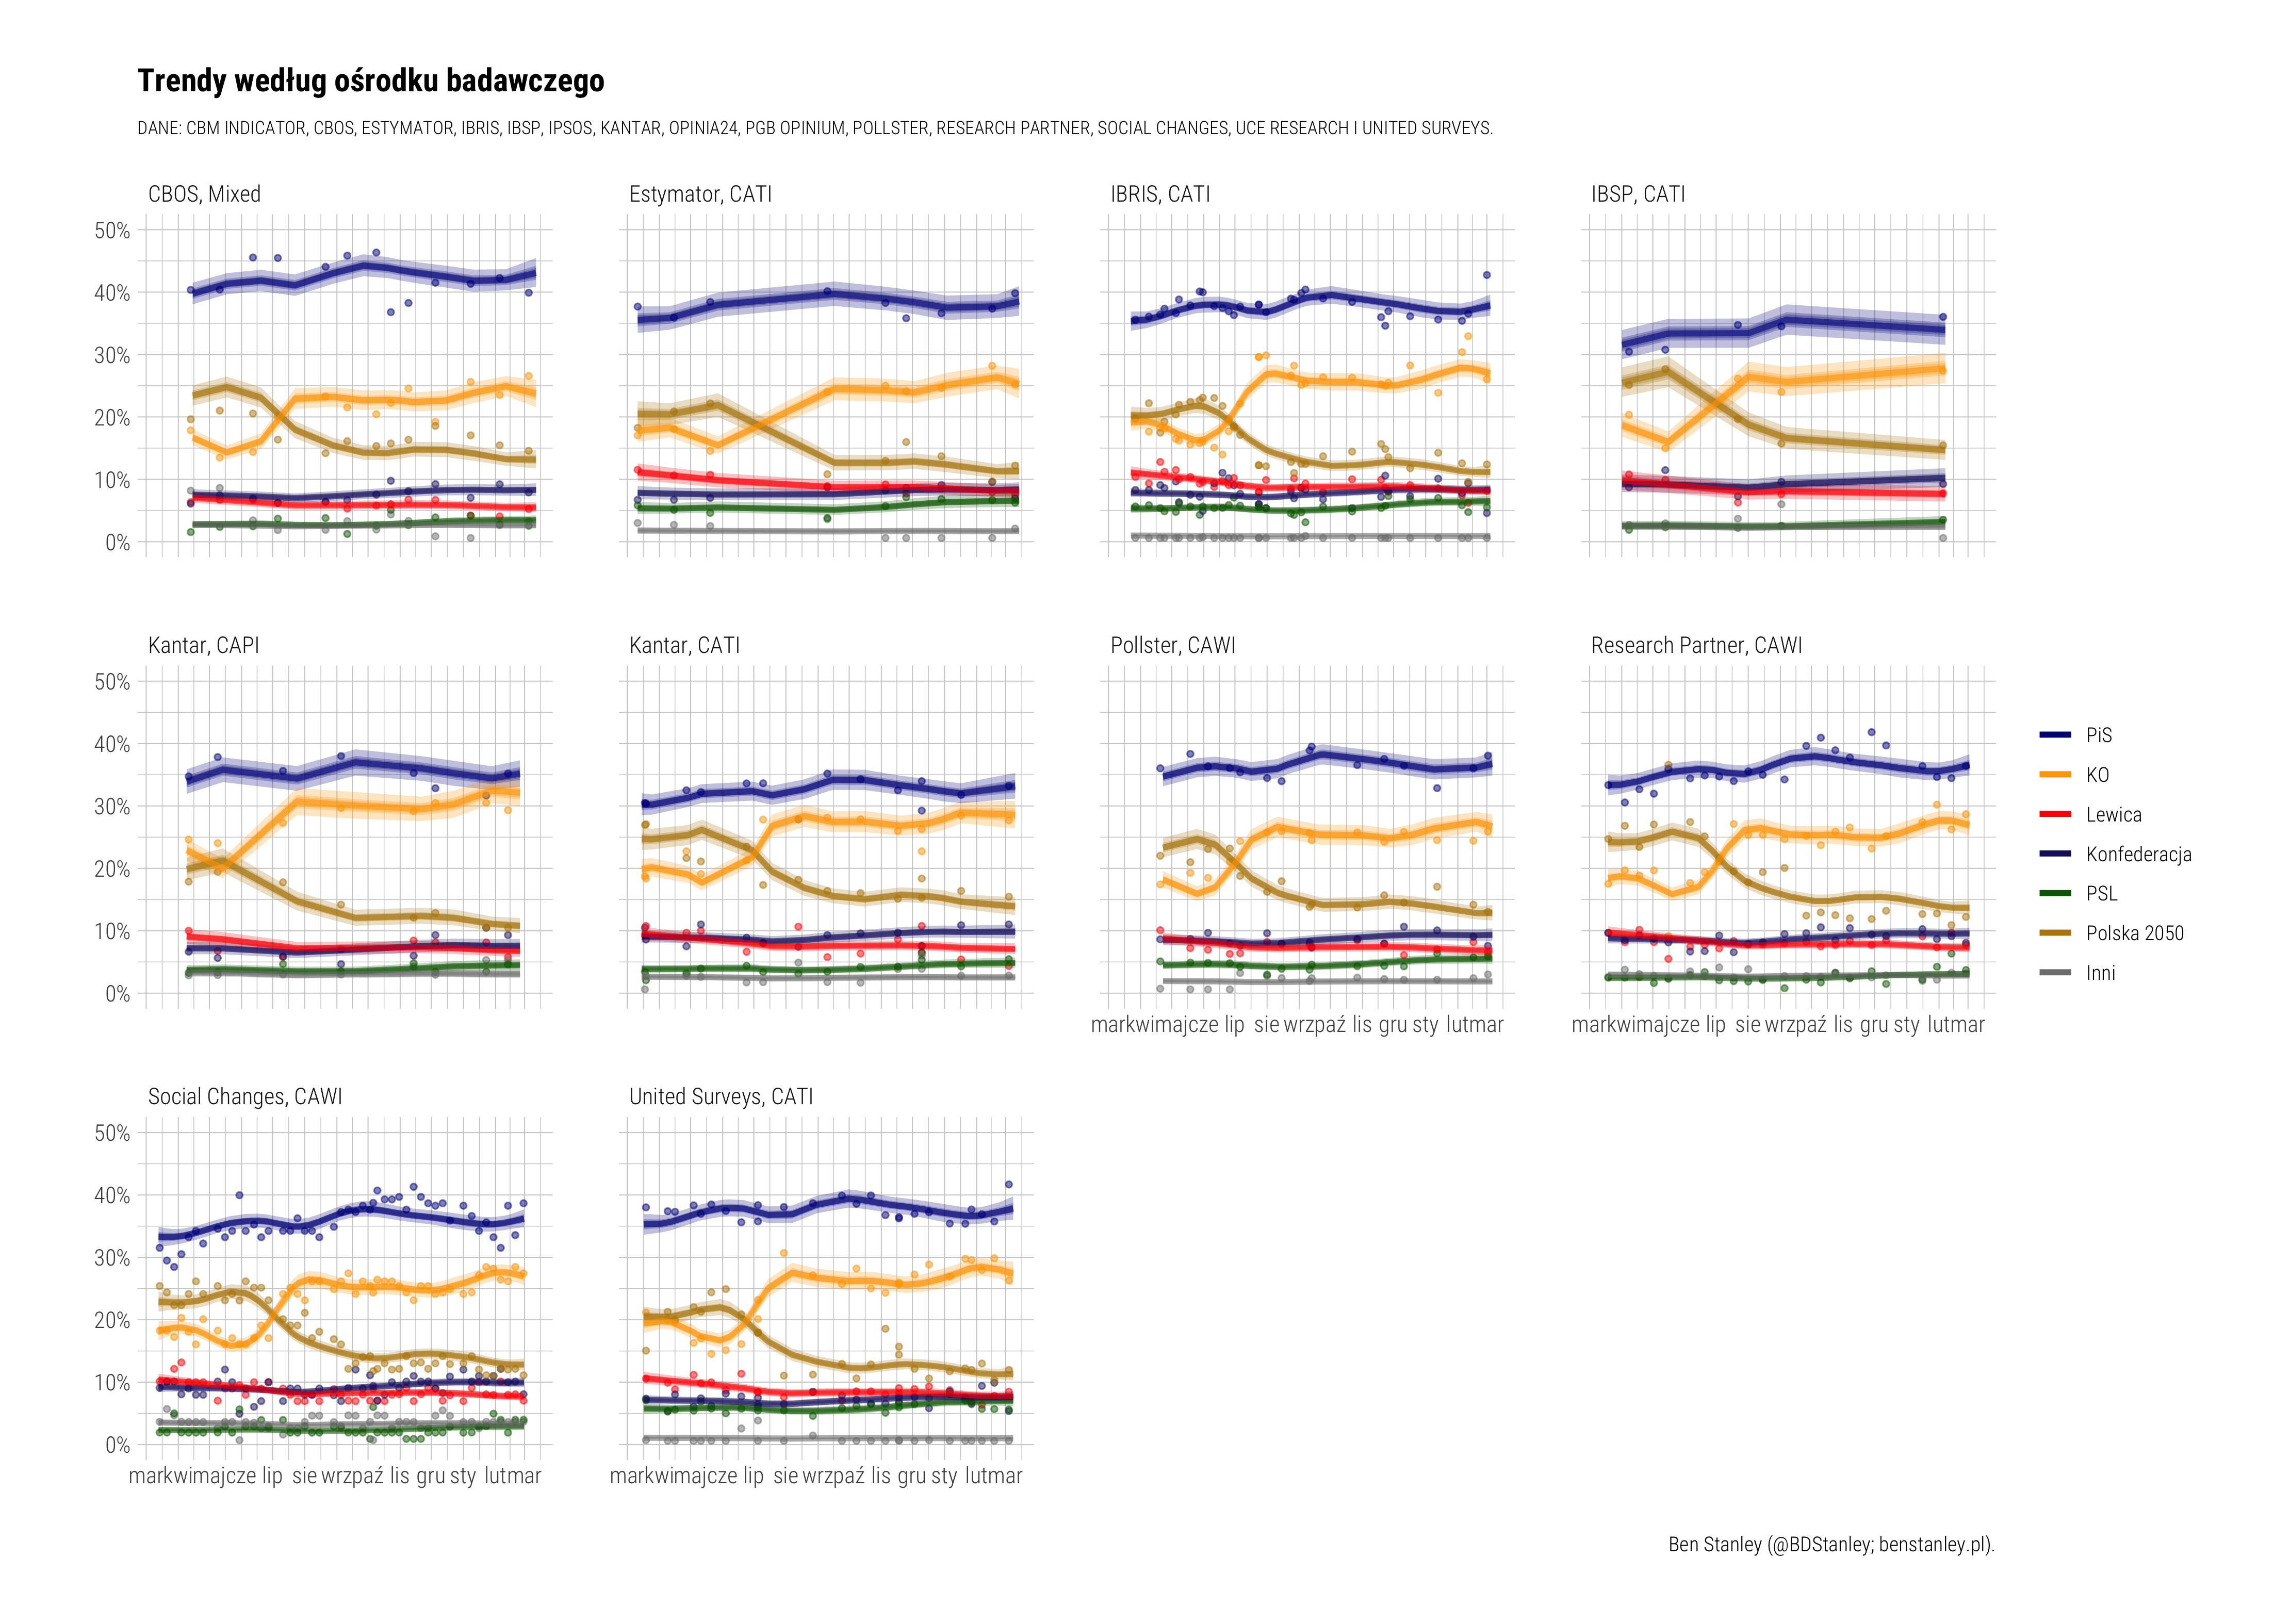 Trendy według ośrodku badawczego
DANE: CBM INDICATOR, CBOS, ESTYMATOR, IBRIS, IBSP, IPSOS, KANTAR, OPINIA24, PGB OPINIUM, POLLSTER, RESEARCH PARTNER, SOCIAL CHANGES, UCE RESEARCH I UNITED SURVEYS.
CBOS, Mixed
Estymator, CATI
IBRIS, CATI
IBSP, CATI
50%
40%
30%
20%
10%
0%
Kantar, CAPI
Kantar, CATI
Pollster, CAWI
Research Partner, CAWI
50%
40%
30%
20%
10%
0%
mar kwi maj cze lip sie wrz paź lis gru sty lut mar
mar kwi maj cze lip sie wrz paź lis gru sty lut mar
PiS
KO
Lewica
Konfederacja
PSL
Polska 2050
Inni
Social Changes, CAWI
United Surveys, CATI
50%
40%
30%
20%
10%
0%
mar kwi maj cze lip sie wrz paź lis gru sty lut mar
mar kwi maj cze lip sie wrz paź lis gru sty lut mar
Ben Stanley (@BDStanley; benstanley.pl).